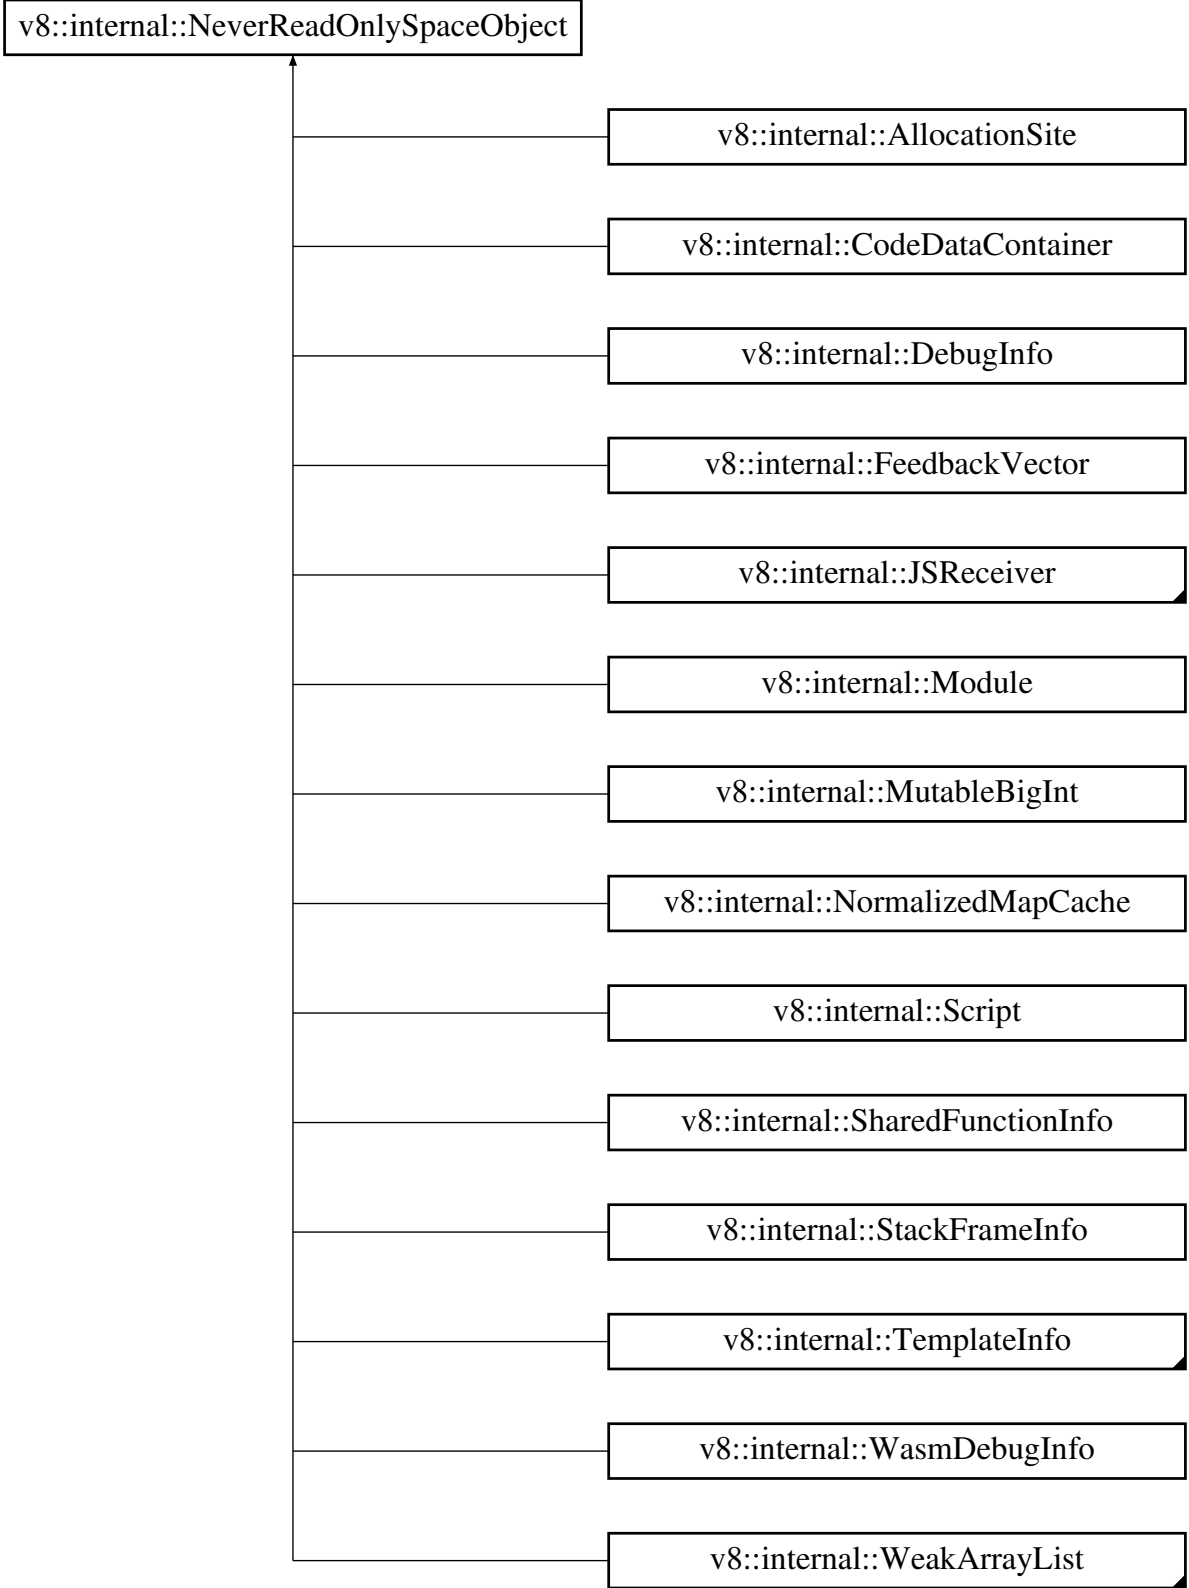 v8::internal::NeverReadOnlySpaceObject
v8::internal::AllocationSite
v8::internal::CodeDataContainer
v8::internal::DebugInfo
v8::internal::FeedbackVector
v8::internal::JSReceiver
v8::internal::Module
v8::internal::MutableBigInt
v8::internal::NormalizedMapCache
v8::internal::Script
v8::internal::SharedFunctionInfo
v8::internal::StackFrameInfo
v8::internal::TemplateInfo
v8::internal::WasmDebugInfo
v8::internal::WeakArrayList